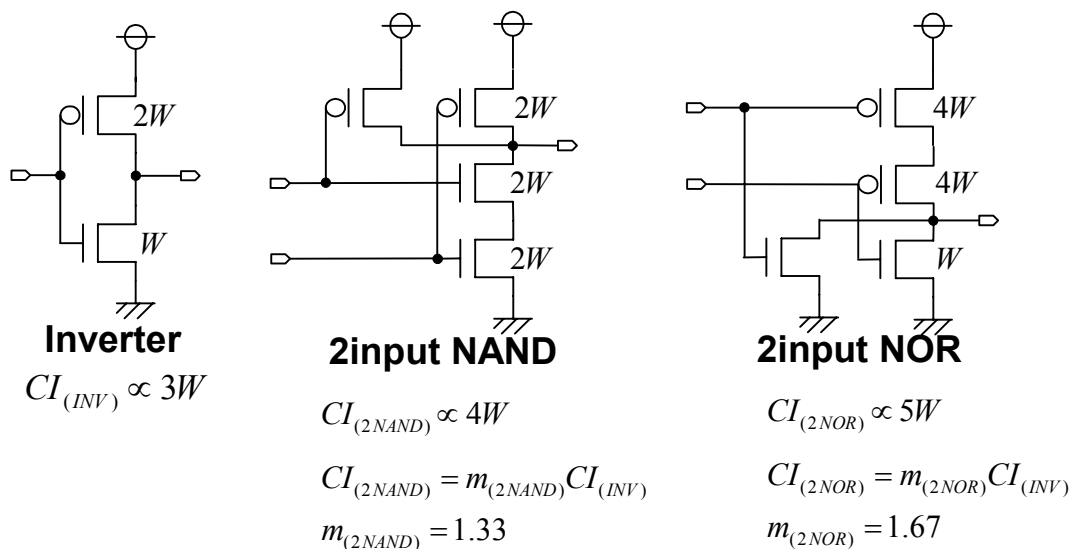 2W
W
Inverter
CI(INV) ∝ 3W
2W
2W
2W
2input NAND
CI(2NAND) ∝ 4W
CI(2NAND) = m(2NAND)CI(INV)
m(2NAND) = 1.33
4W
4W
W
2input NOR
CI(2NOR) ∝ 5W
CI(2NOR) = m(2NOR)CI(INV)
m(2NOR) = 1.67